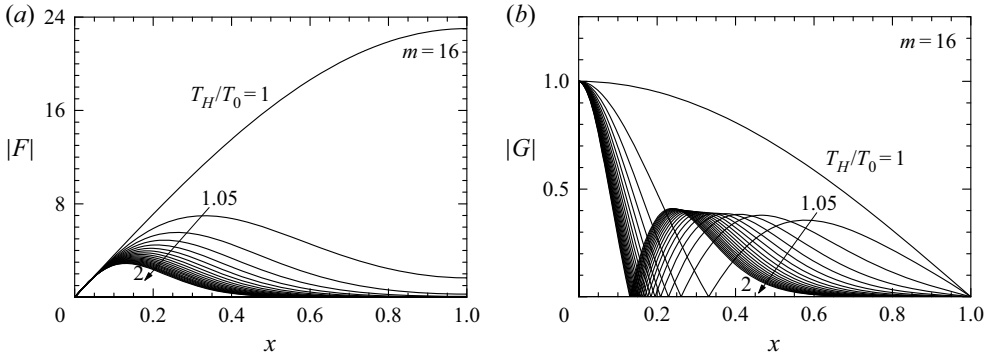 (a)
24
16
8
0
|F|
m = 16
T_H/T_0 = 1
1.05
2
0 0.2 0.4 0.6 0.8 1.0
x
(b)
1.0
0.5
0
|G|
m = 16
T_H/T_0 = 1
1.05
2
0.2 0.4 0.6 0.8 1.0
x